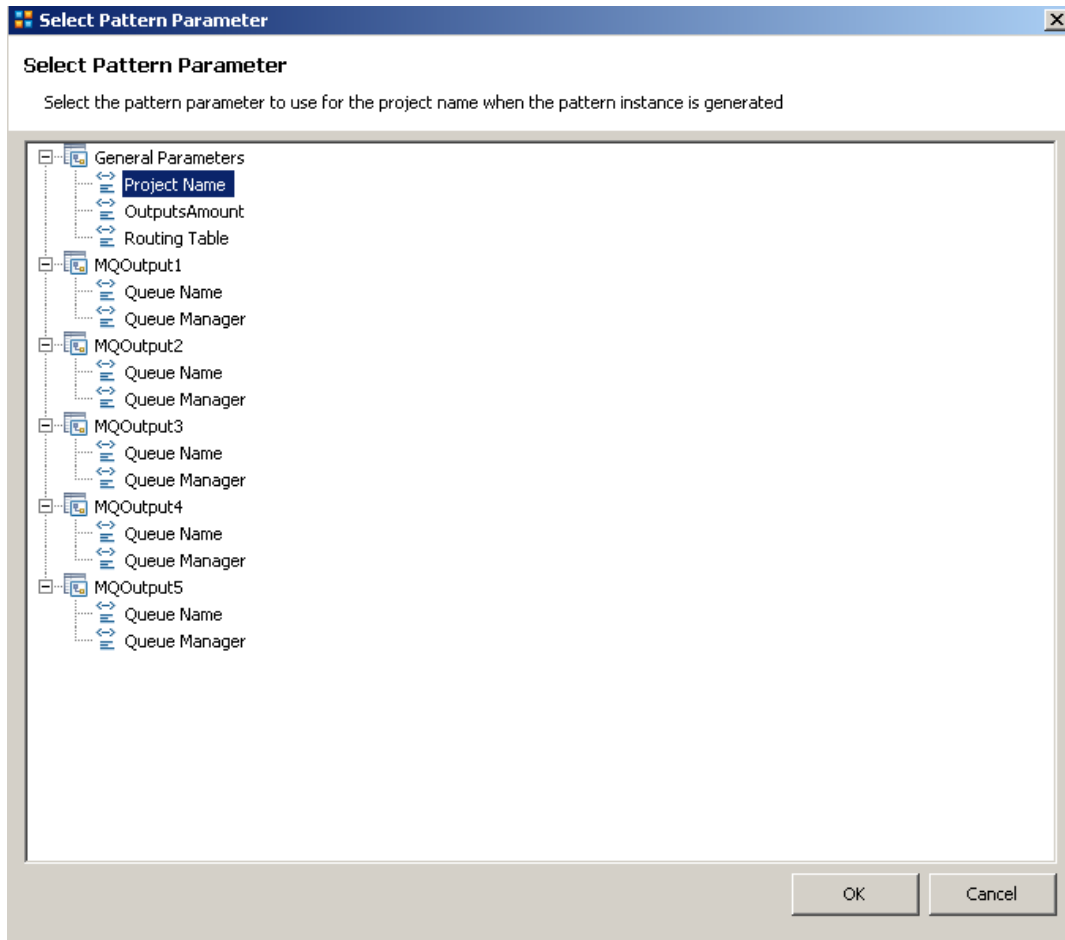 Select Pattern Parameter
Select Pattern Parameter
Select the pattern parameter to use for the project name when the pattern instance is generated
General Parameters
Project Name
OutputsAmount
Routing Table
MQOutput1
Queue Name
Queue Manager
MQOutput2
Queue Name
Queue Manager
MQOutput3
Queue Name
Queue Manager
MQOutput4
Queue Name
Queue Manager
MQOutput5
Queue Name
Queue Manager
OK Cancel